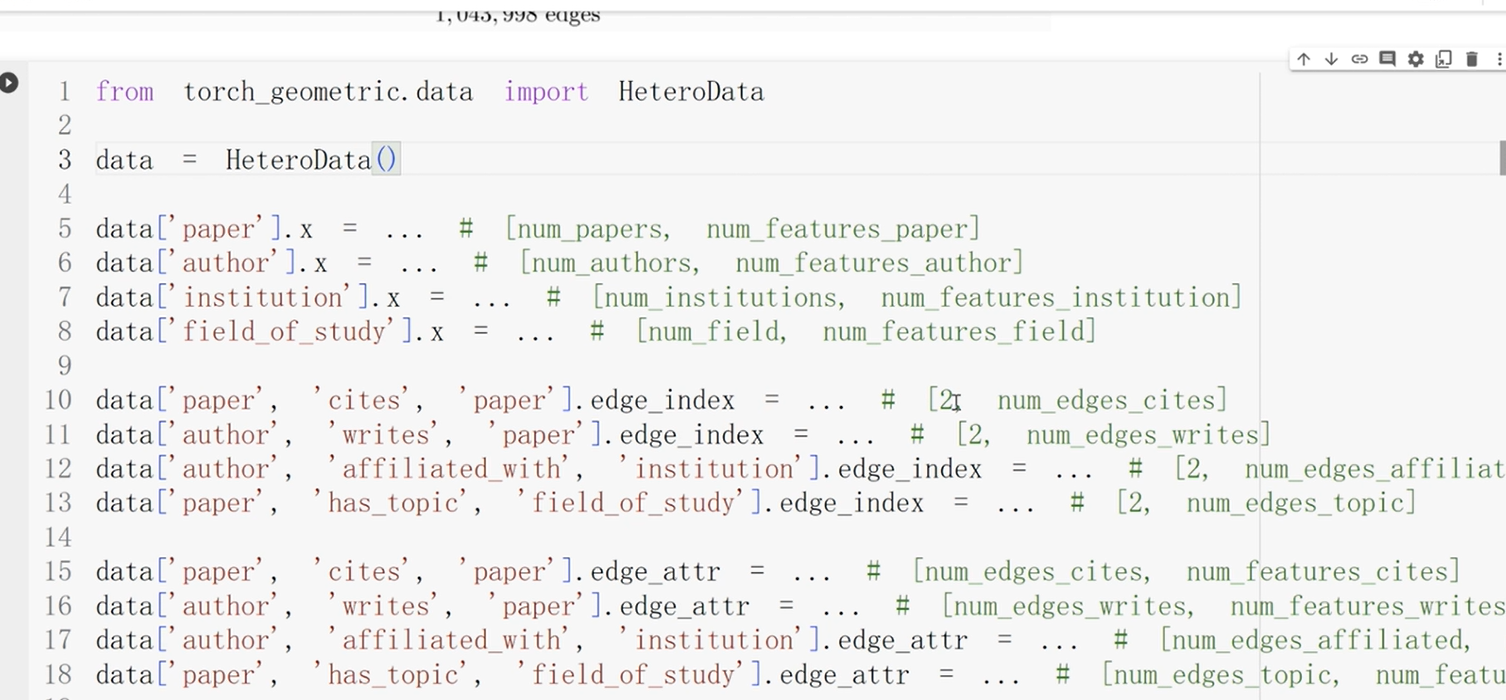 1,043,998 edges
1 from torch_geometric.data import HeteroData
2
3 data = HeteroData()
4
5 data['paper'].x = ... # [num_papers, num_features_paper]
6 data['author'].x = ... # [num_authors, num_features_author]
7 data['institution'].x = ... # [num_institutions, num_features_institution]
8 data['field_of_study'].x = ... # [num_field, num_features_field]
9
10 data['paper', 'cites', 'paper'].edge_index = ... # [2, num_edges_cites]
11 data['author', 'writes', 'paper'].edge_index = ... # [2, num_edges_writes]
12 data['author', 'affiliated_with', 'institution'].edge_index = ... # [2, num_edges_affiliat
13 data['paper', 'has_topic', 'field_of_study'].edge_index = ... # [2, num_edges_topic]
14
15 data['paper', 'cites', 'paper'].edge_attr = ... # [num_edges_cites, num_features_cites]
16 data['author', 'writes', 'paper'].edge_attr = ... # [num_edges_writes, num_features_writes
17 data['author', 'affiliated_with', 'institution'].edge_attr = ... # [num_edges_affiliated,
18 data['paper', 'has_topic', 'field_of_study'].edge_attr = ... # [num_edges_topic, num_featu